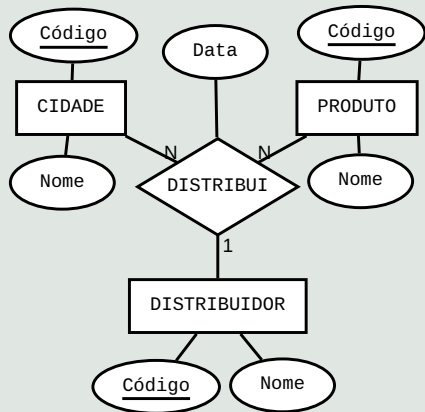 Código
Código
Data
CIDADE
PRODUTO
N
N
Nome
DISTRIBUI
Nome
1
DISTRIBUIDOR
Código
Nome